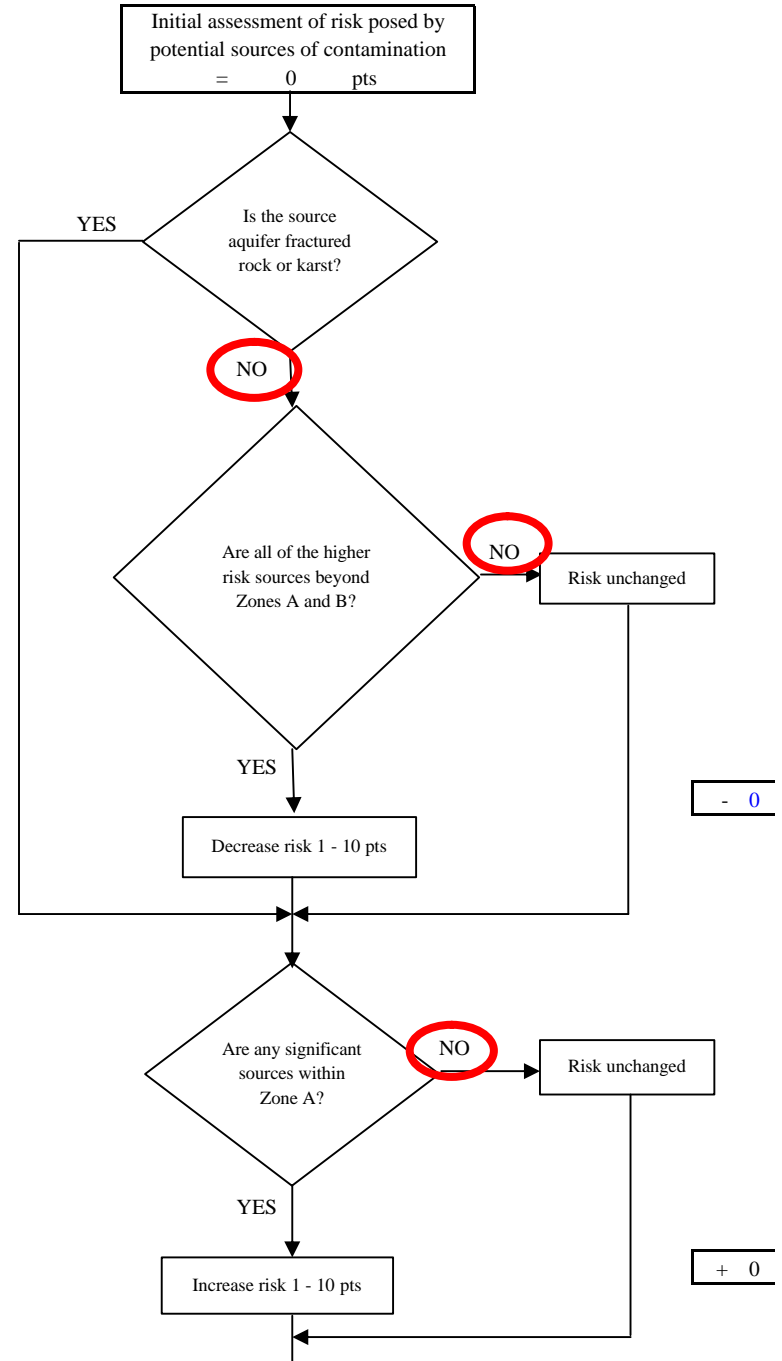 Initial assessment of risk posed by
potential sources of contamination
= 0 pts
YES
Is the source
aquifer fractured
rock or karst?
NO
Are all of the higher
risk sources beyond
Zones A and B?
NO
Risk unchanged
YES
- 0
Decrease risk 1 - 10 pts
Are any significant
sources within
Zone A?
NO
Risk unchanged
YES
+ 0
Increase risk 1 - 10 pts